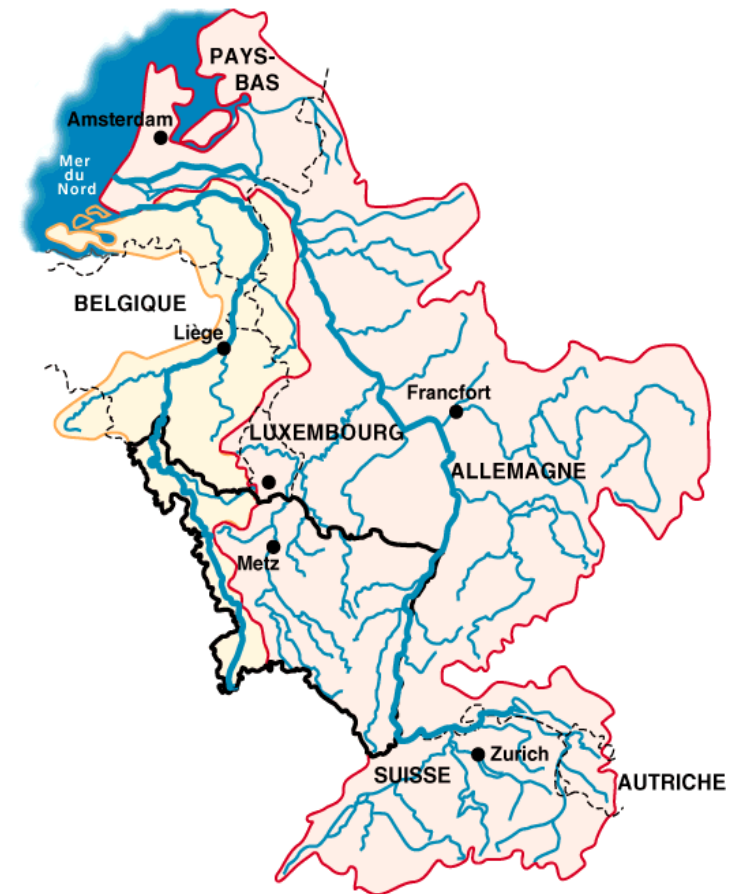 PAYS-
BAS
Amsterdam
Mer
du
Nord
BELGIQUE
Liège
Francfort
LUXEMBOURG
ALLEMAGNE
Metz
Zurich
SUISSE
AUTRICHE